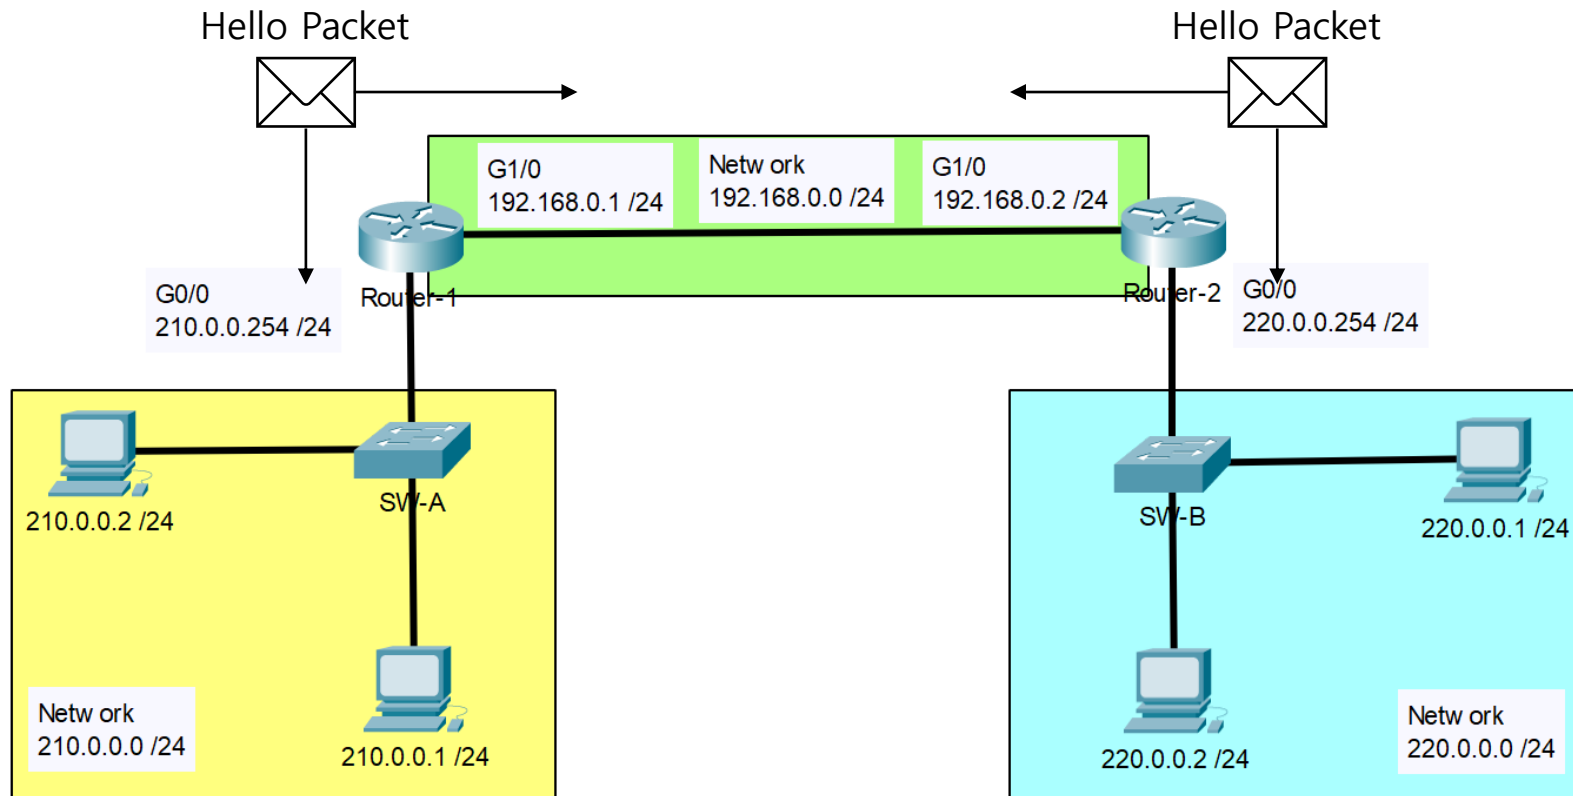 Hello Packet
Hello Packet
G1/0
192.168.0.1 /24
Netw ork
192.168.0.0 /24
G1/0
192.168.0.2 /24
G0/0
210.0.0.254 /24
Router-1
Router-2
G0/0
220.0.0.254 /24
210.0.0.2 /24
SW-A
210.0.0.1 /24
Netw ork
210.0.0.0 /24
SW-B
220.0.0.1 /24
220.0.0.2 /24
Netw ork
220.0.0.0 /24